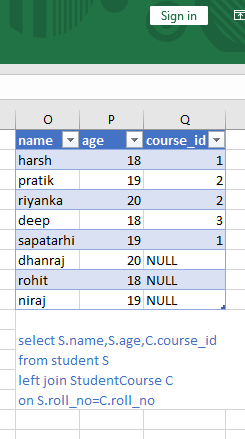 Sign in
O P Q
name age course_id
harsh 18 1
pratik 19 2
riyanka 20 2
deep 18 3
sapatarhi 19 1
dhanraj 20 NULL
rohit 18 NULL
niraj 19 NULL
select S.name,S.age,C.course_id
from student S
left join StudentCourse C
on S.roll_no=C.roll_no